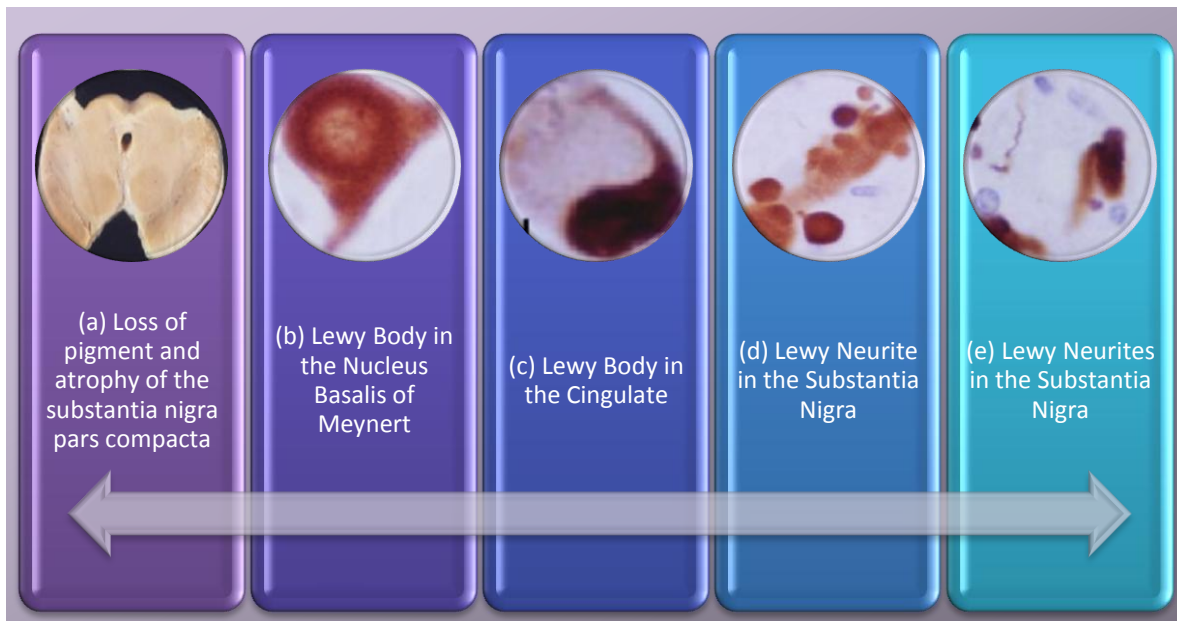 (a) Loss of
pigment and
atrophy of the
substantia nigra
pars compacta
(b) Lewy Body in
the Nucleus
Basalis of
Meynert
(c) Lewy Body in
the Cingulate
(d) Lewy Neurite
in the Substantia
Nigra
(e) Lewy Neurites
in the Substantia
Nigra